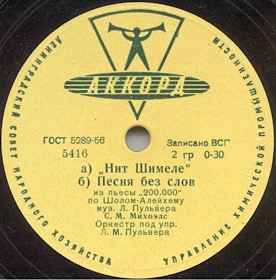 ЛЕНИНГРАДСКИЙ СОВЕТ НАРОДНОГО ХОЗЯЙСТВА
УПРАВЛЕНИЕ ХИМИЧЕСКОЙ ПРОМЫШЛЕННОСТИ
АККОРД
ГОСТ 5289-56
Записано ВСГ
5416
2 гр 0-30
а) „Нит Шимеле"
б) Песня без слов
из пьесы „200.000"
по Шолом-Алейхему
муз. Л. Пульвера
С. М. Михоэлс
Оркестр под упр.
Л. М. Пульвера